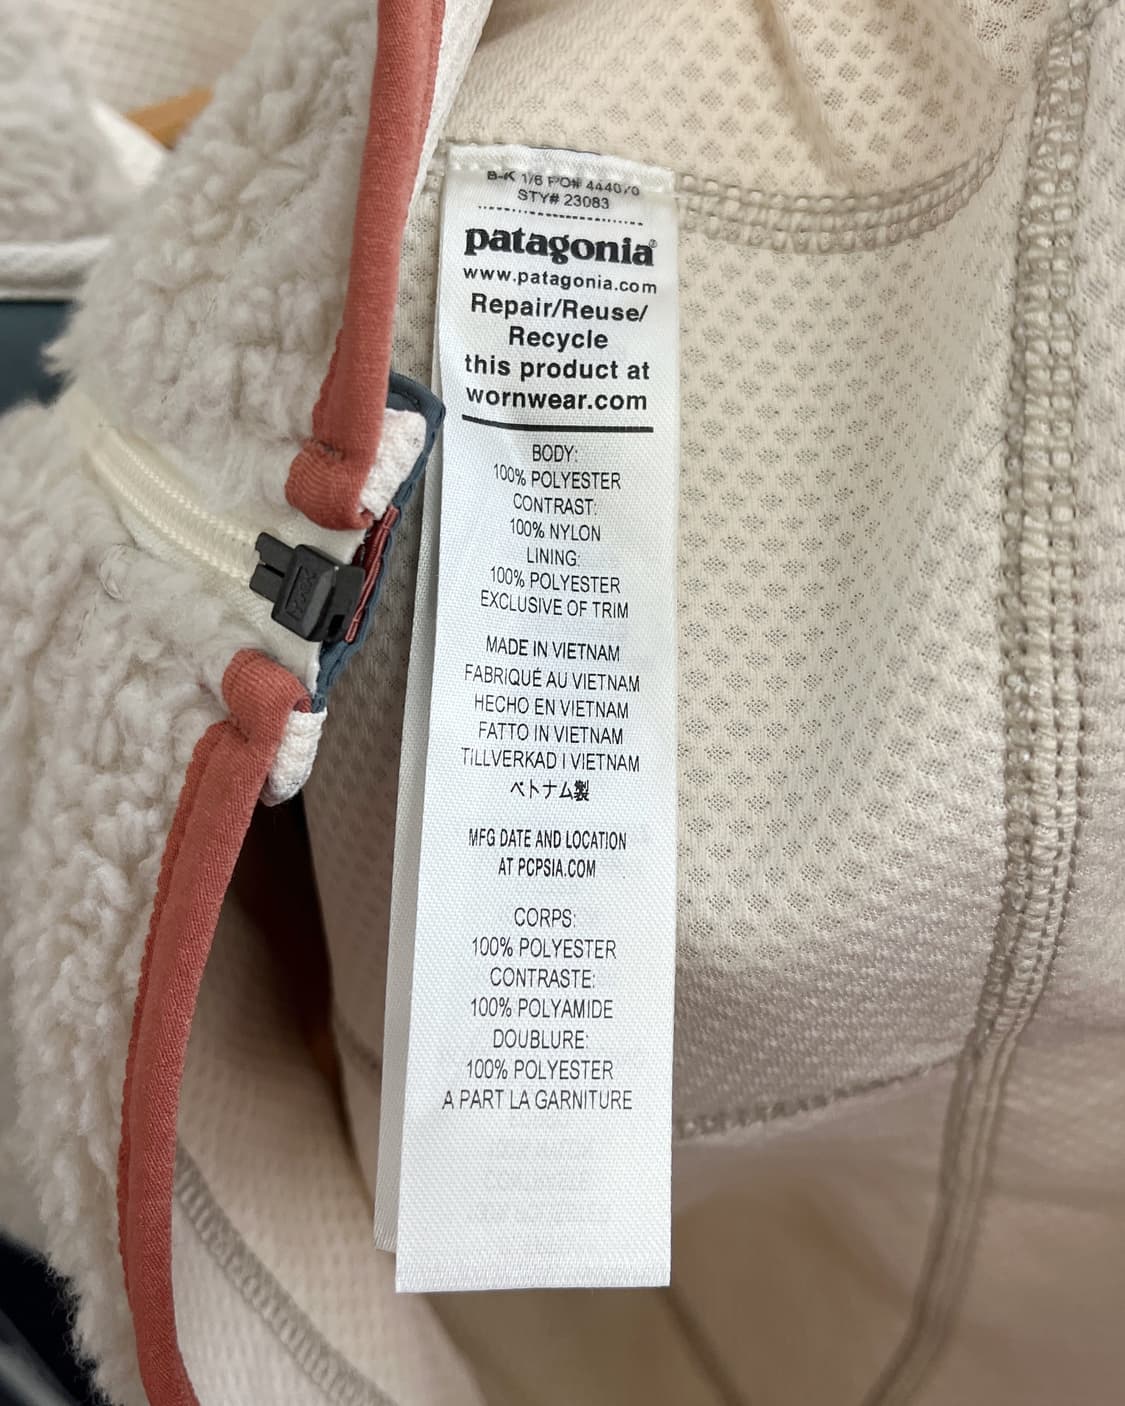 B-K 1/6 PO# 444070
STY# 23083
patagonia®
www.patagonia.com
Repair/Reuse/
Recycle
this product at
wornwear.com
BODY:
100% POLYESTER
CONTRAST:
100% NYLON
LINING:
100% POLYESTER
EXCLUSIVE OF TRIM
MADE IN VIETNAM
FABRIQUÉ AU VIETNAM
HECHO EN VIETNAM
FATTO IN VIETNAM
TILLVERKAD I VIETNAM
ベトナム製
MFG DATE AND LOCATION
AT PCPSIA.COM
CORPS:
100% POLYESTER
CONTRASTE:
100% POLYAMIDE
DOUBLURE:
100% POLYESTER
A PART LA GARNITURE